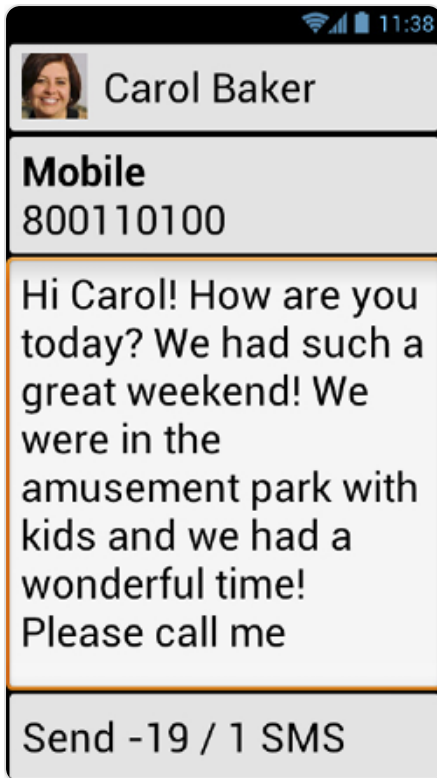 11:38
Carol Baker
Mobile
800110100
Hi Carol! How are you
today? We had such a
great weekend! We
were in the
amusement park with
kids and we had a
wonderful time!
Please call me
Send -19 / 1 SMS